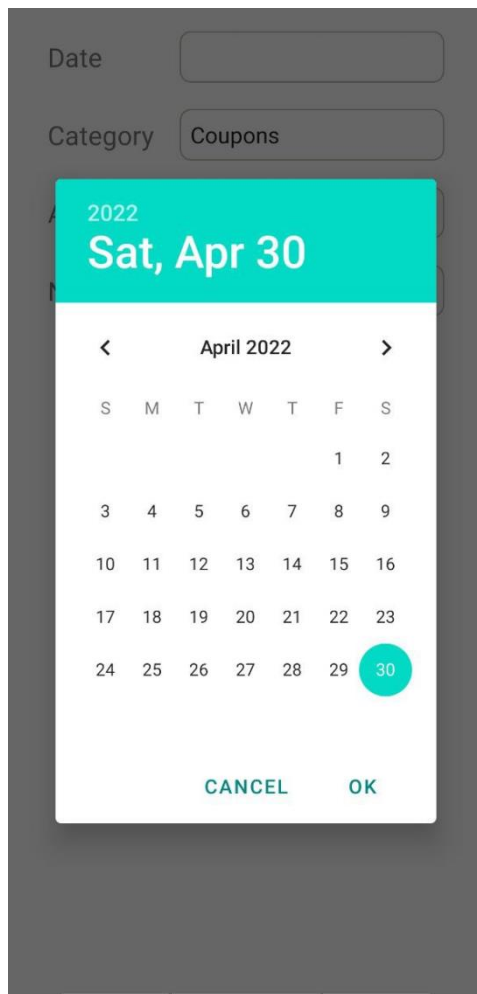 Date
Category Coupons
2022
Sat, Apr 30
April 2022
S M T W T F S
1 2
3 4 5 6 7 8 9
10 11 12 13 14 15 16
17 18 19 20 21 22 23
24 25 26 27 28 29 30
CANCEL OK